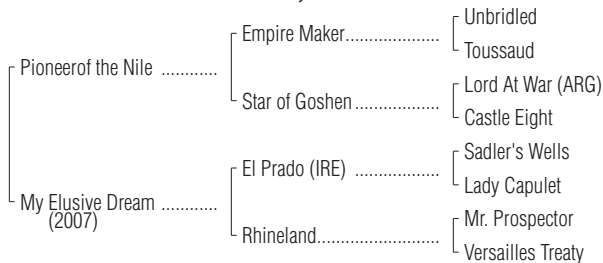 Unbridled
Empire Maker.....................
Toussaud
Pioneerof the Nile ............
Lord At War (ARG)
Star of Goshen ...................
Castle Eight
Sadler's Wells
El Prado (IRE) ...................
Lady Capulet
My Elusive Dream ............
(2007)
Mr. Prospector
Rhineland............................
Versailles Treaty